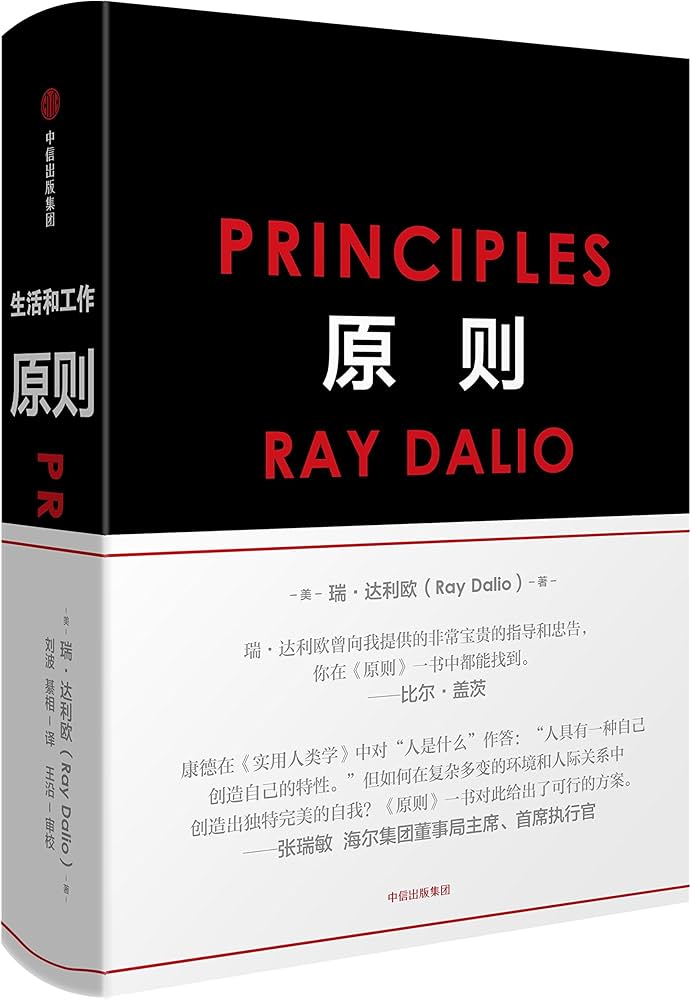 中信出版集团
生活和工作
原则
PR
—美— 瑞·达利欧（Ray Dalio）—著—
刘波 綦相—译 王沿—审校
PRINCIPLES
原 则
RAY DALIO
—美— 瑞·达利欧（Ray Dalio）—著—
瑞·达利欧曾向我提供的非常宝贵的指导和忠告，
你在《原则》一书中都能找到。
——比尔·盖茨
康德在《实用人类学》中对“人是什么”作答：“人具有一种自己
创造自己的特性。”但如何在复杂多变的环境和人际关系中
创造出独特完美的自我？《原则》一书对此给出了可行的方案。
——张瑞敏 海尔集团董事局主席、首席执行官
中信出版集团